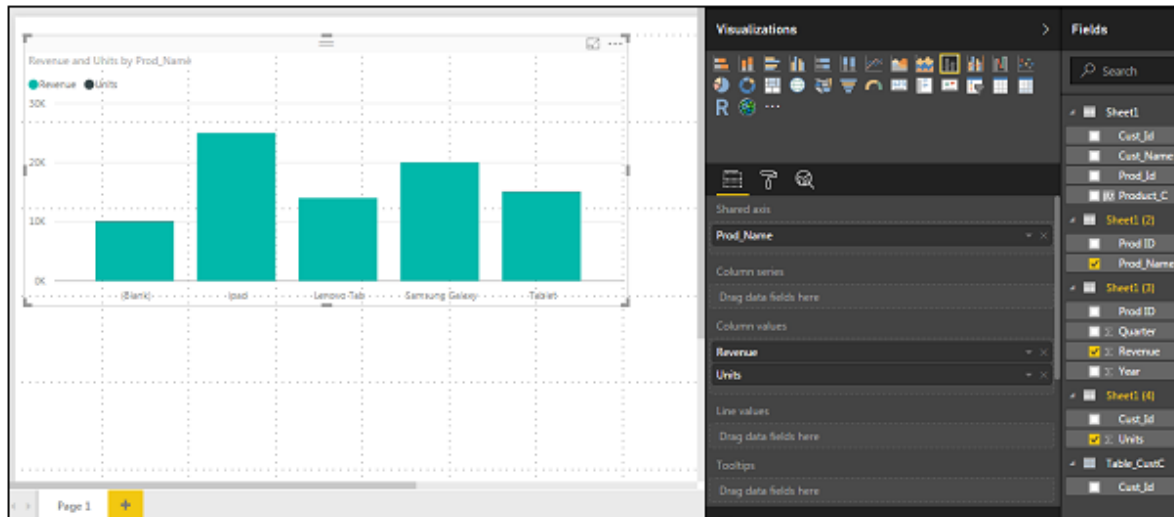 Revenue and Units by Prod_Name
Revenue Units
30K
20K
10K
0K
(Blank) Ipad Lenovo Tab Samsung Galaxy Tablet
Page 1
+
Visualizations
R
Shared axis
Prod_Name
Column series
Drag data fields here
Column values
Revenue
Units
Line values
Drag data fields here
Tooltips
Drag data fields here
Fields
Search
Sheet1
Cust_Id
Cust_Name
Prod_Id
Product_C
Sheet1 (2)
Prod ID
Prod_Name
Sheet1 (3)
Prod ID
Σ Quarter
Σ Revenue
Σ Year
Sheet1 (4)
Cust_Id
Σ Units
Table_CustC
Cust_Id